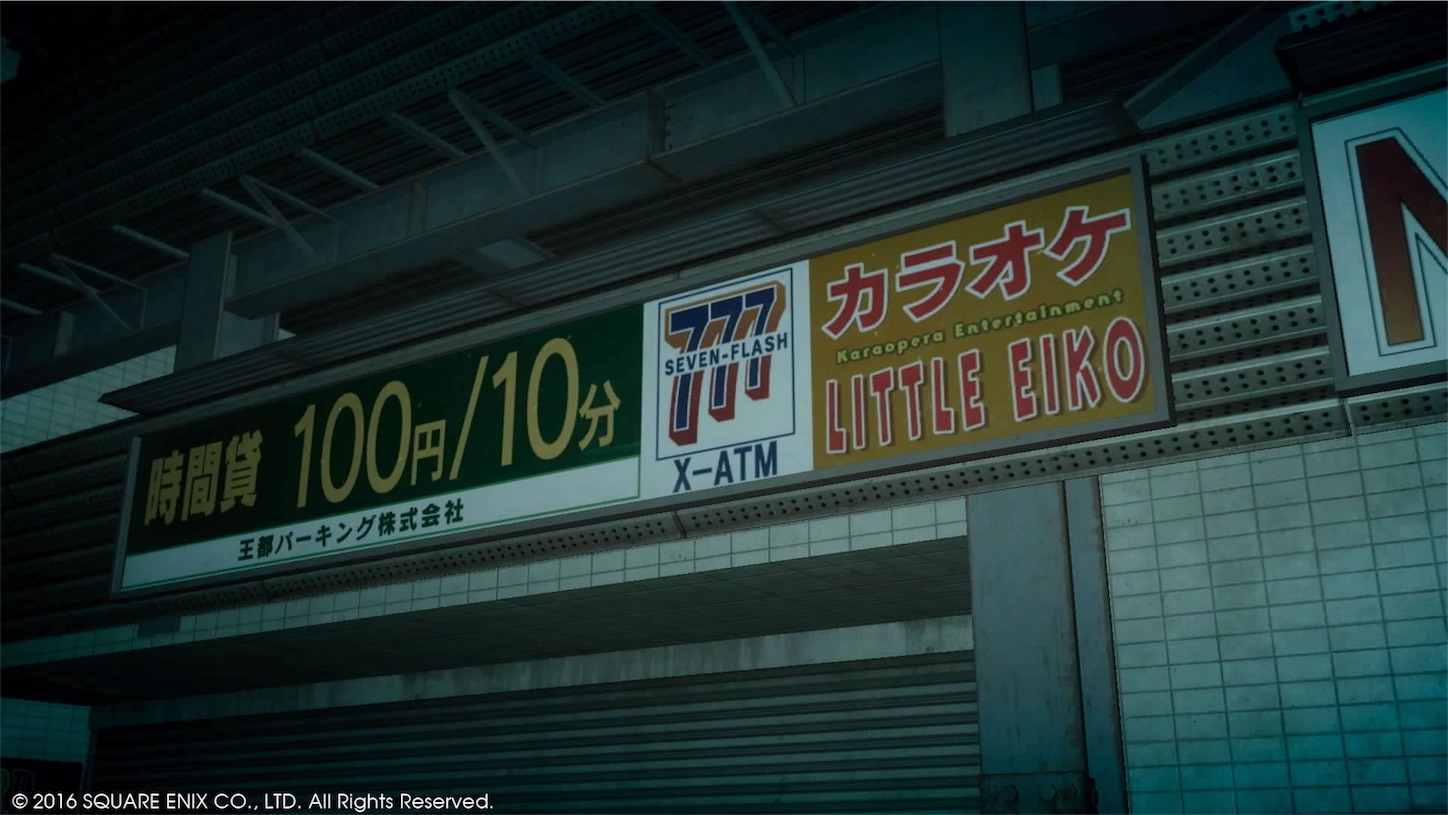 時間貸 100円/10分
王都パーキング株式会社
777
SEVEN-FLASH
X-ATM
カラオケ
Karaopera Entertainment
LITTLE EIKO
N
© 2016 SQUARE ENIX CO., LTD. All Rights Reserved.